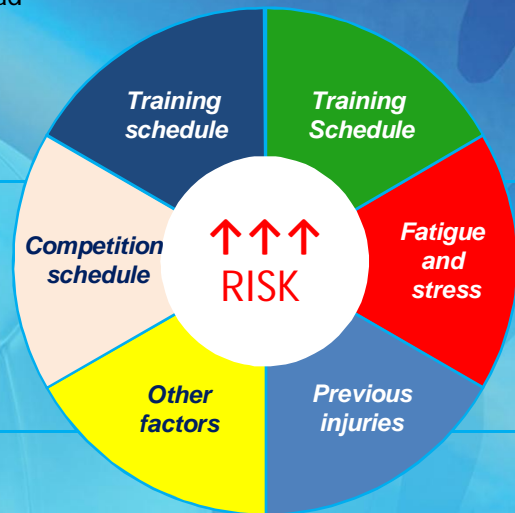 Training
schedule
Training
Schedule
Competition
schedule
↑↑↑
RISK
Fatigue
and
stress
Other
factors
Previous
injuries